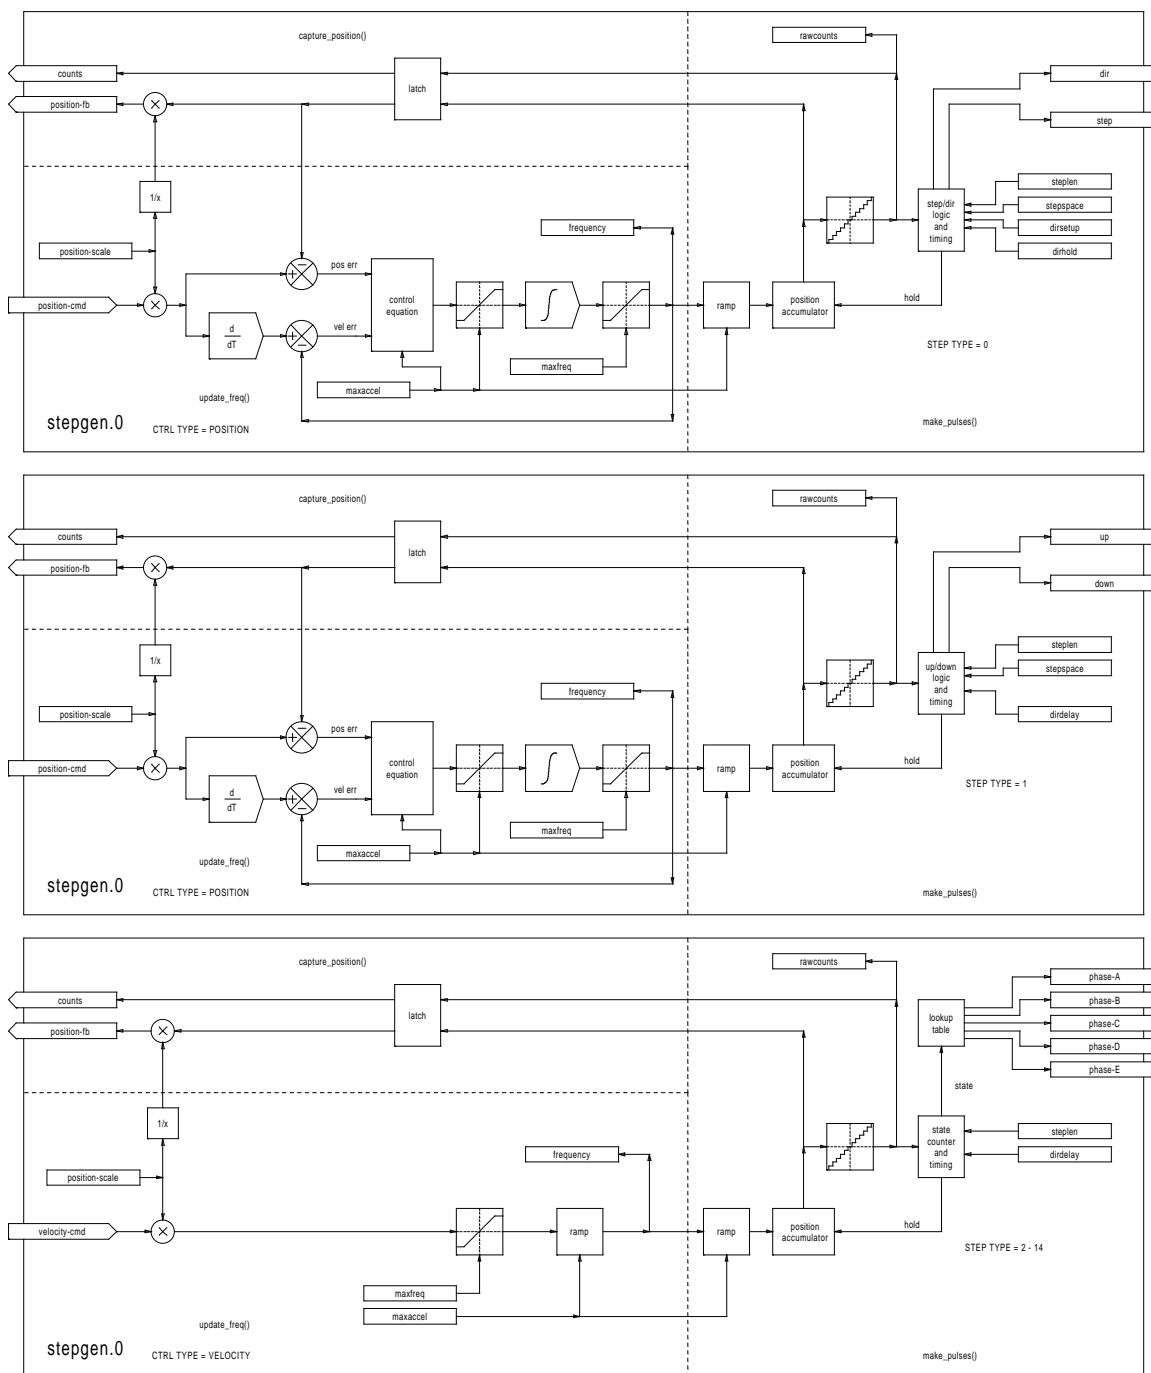 capture_position()
rawcounts
counts
latch
dir
position-fb
step
1/x
steplen
stepspace
frequency
step/dir
logic
and
timing
dirsetup
position-scale
dirhold
pos err
position-cmd
control
equation
ramp
position
accumulator
hold
d
dT
vel err
STEP TYPE = 0
maxfreq
maxaccel
update_freq()
stepgen.0
CTRL TYPE = POSITION
make_pulses()
capture_position()
rawcounts
counts
latch
up
position-fb
down
1/x
steplen
stepspace
frequency
up/down
logic
and
timing
position-scale
dirdelay
pos err
position-cmd
control
equation
ramp
position
accumulator
hold
d
dT
vel err
STEP TYPE = 1
maxfreq
maxaccel
update_freq()
stepgen.0
CTRL TYPE = POSITION
make_pulses()
capture_position()
rawcounts
phase-A
counts
latch
phase-B
lookup
table
phase-C
position-fb
phase-D
phase-E
state
1/x
state
counter
and
timing
steplen
frequency
dirdelay
position-scale
velocity-cmd
ramp
ramp
position
accumulator
hold
STEP TYPE = 2 - 14
maxfreq
maxaccel
update_freq()
stepgen.0
CTRL TYPE = VELOCITY
make_pulses()